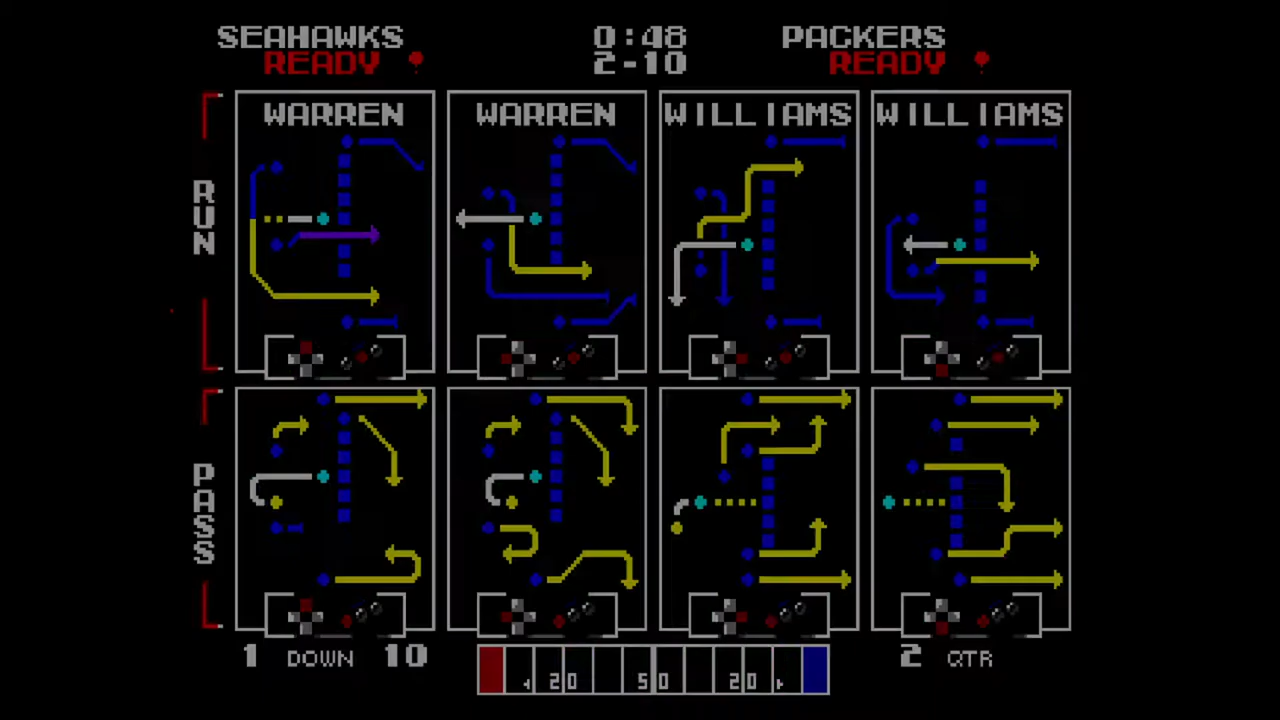 SEAHAWKS 0:48 PACKERS
READY 2-10 READY
WARREN WARREN WILLIAMS WILLIAMS
RUN
PASS
1 DOWN 10 2 QTR
20 50 20